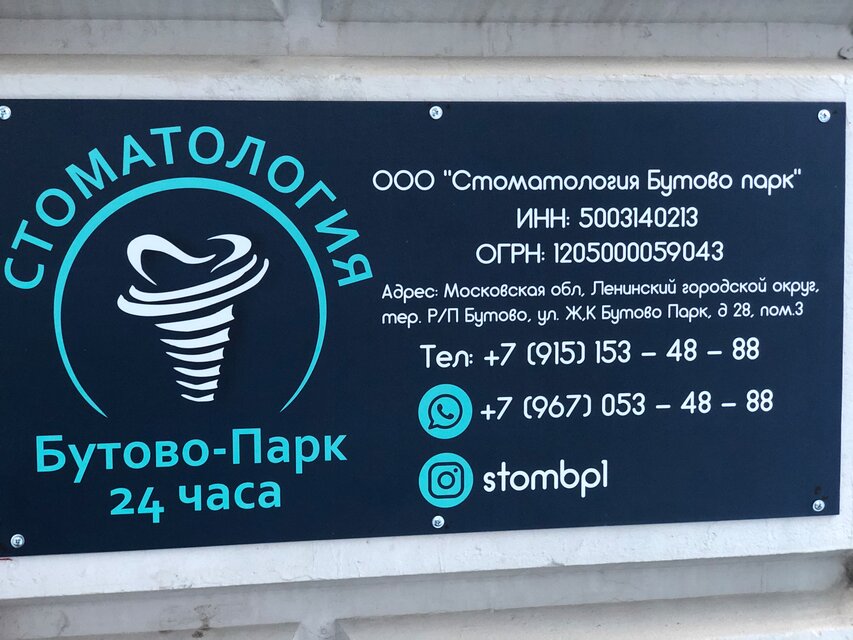 СТОМАТОЛОГИЯ
Бутово-Парк
24 часа
ООО "Стоматология Бутово парк"
ИНН: 5003140213
ОГРН: 1205000059043
Адрес: Московская обл, Ленинский городской округ,
тер. Р/П Бутово, ул. Ж,К Бутово Парк, д 28, пом.3
Тел: +7 (915) 153 – 48 – 88
+7 (967) 053 – 48 – 88
stombp1